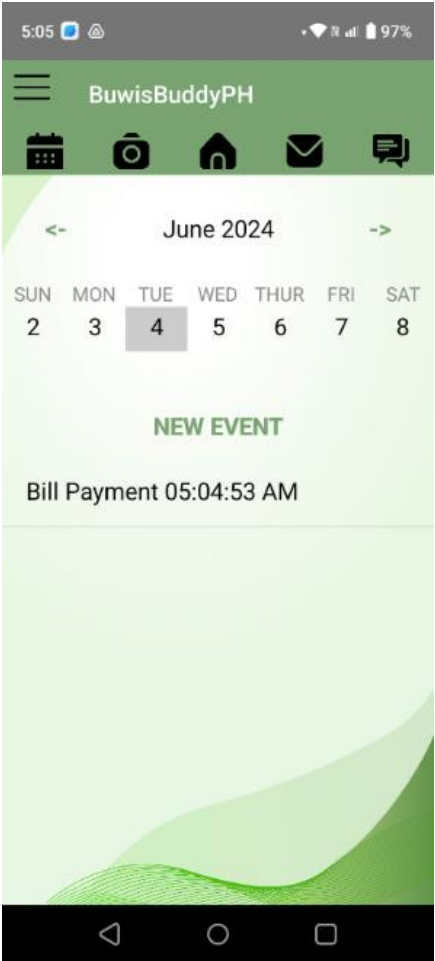 5:05 97%
BuwisBuddyPH
<- June 2024 ->
SUN MON TUE WED THUR FRI SAT
2 3 4 5 6 7 8
NEW EVENT
Bill Payment 05:04:53 AM